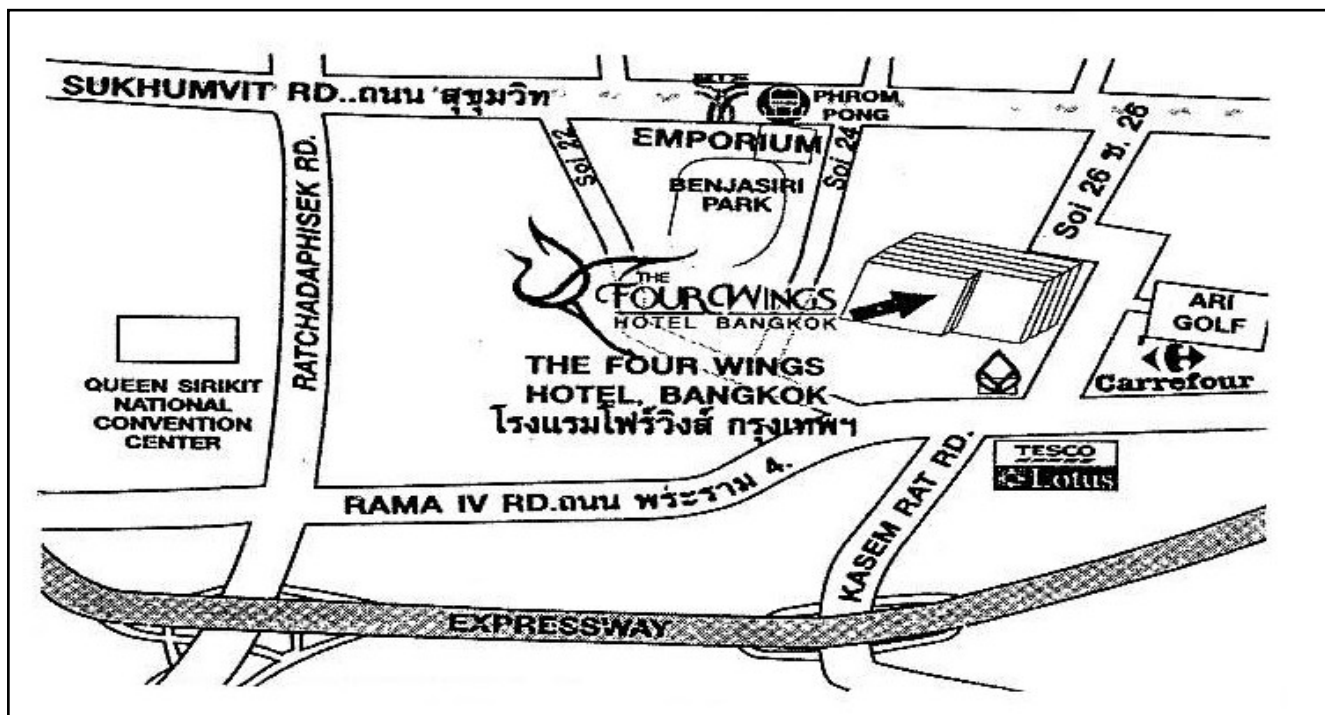 SUKHUMVIT RD..ถนน สุขุมวิท
PHROM
PONG
EMPORIUM
Soi 22
Soi 24
Soi 26 ซ. 26
BENJASIRI
PARK
RATCHADAPHISEK RD.
THE
FOUR WINGS
HOTEL BANGKOK
ARI
GOLF
Carrefour
THE FOUR WINGS
HOTEL, BANGKOK
โรงแรมโฟร์วิงส์ กรุงเทพฯ
QUEEN SIRIKIT
NATIONAL
CONVENTION
CENTER
TESCO
Lotus
RAMA IV RD.ถนน พระราม 4.
KASEM RAT RD.
EXPRESSWAY